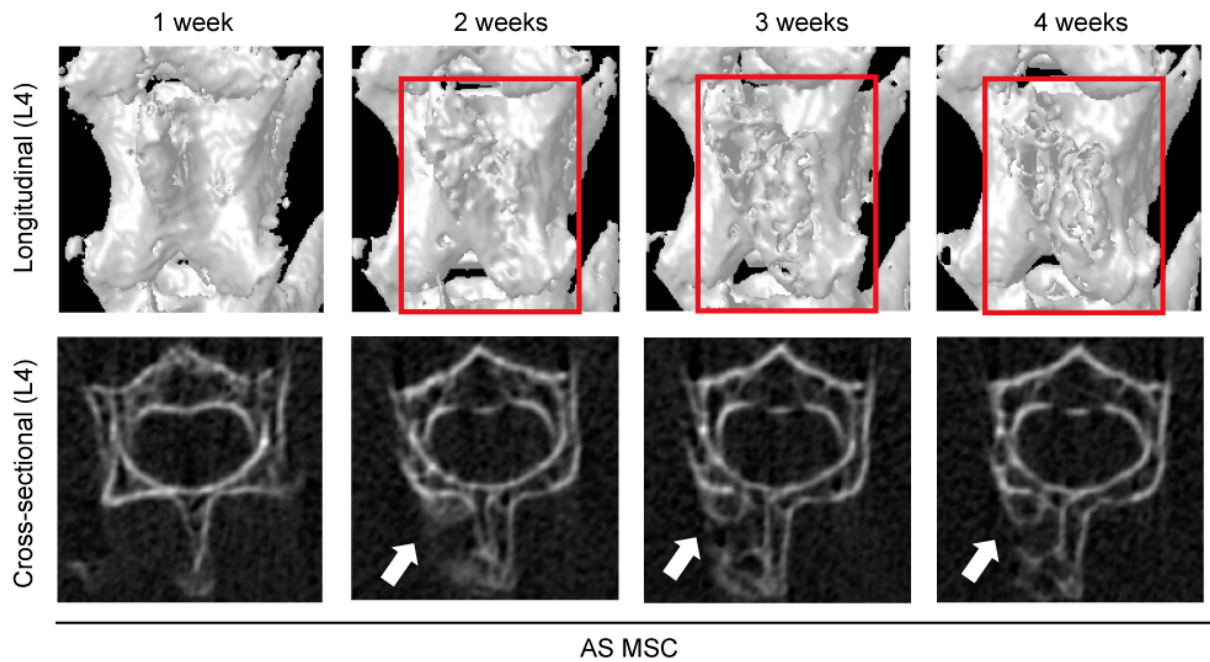 1 week
2 weeks
3 weeks
4 weeks
Longitudinal (L4)
Cross-sectional (L4)
AS MSC